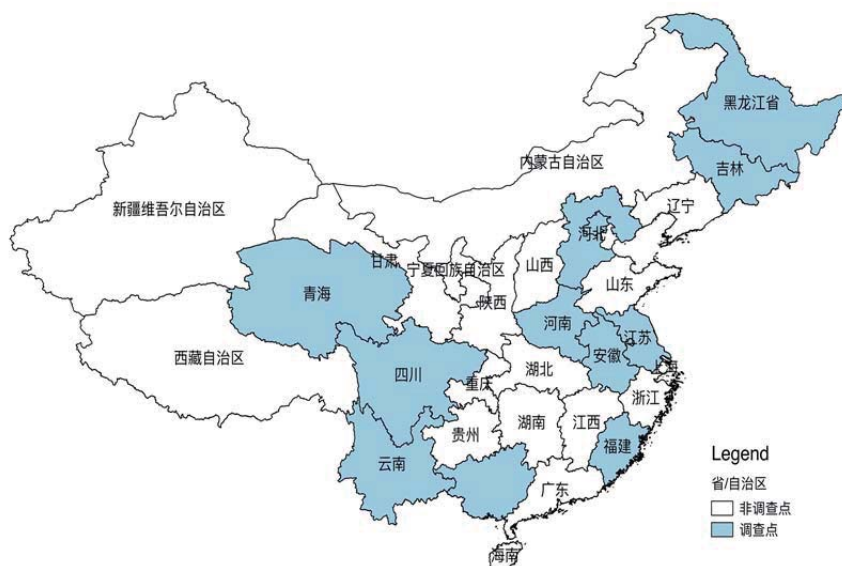 黑龙江省
吉林
内蒙古自治区
辽宁
新疆维吾尔自治区
河北
甘肃
宁夏回族自治区
山西
山东
青海
陕西
河南
江苏
西藏自治区
安徽
四川
湖北
上海
重庆
浙江
贵州
湖南
江西
福建
云南
广东
海南
Legend
省/自治区
非调查点
调查点